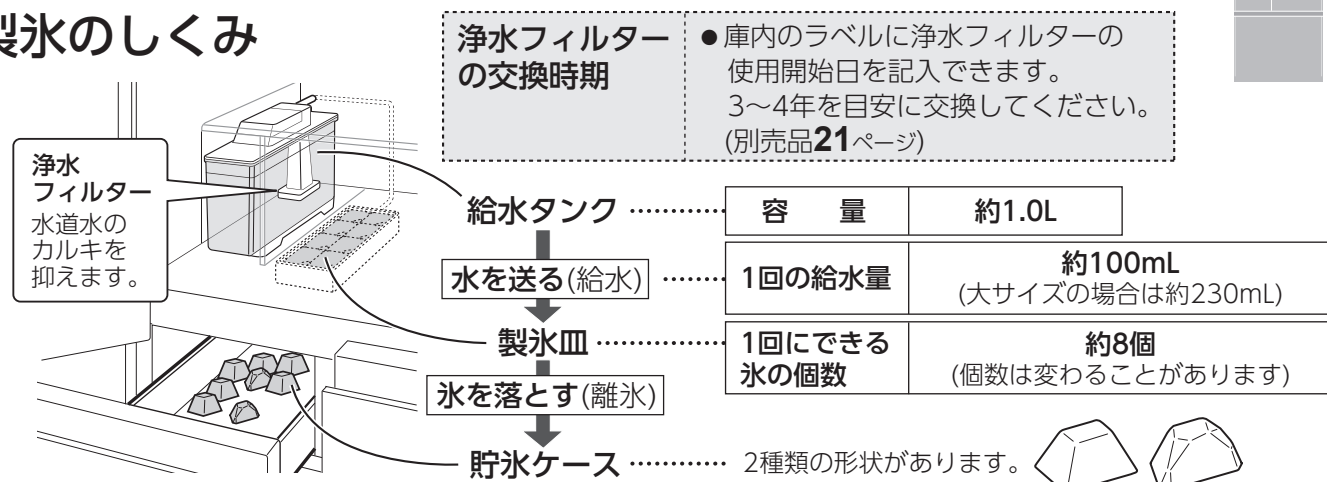 製氷のしくみ
浄水フィルター
の交換時期
●庫内のラベルに浄水フィルターの
使用開始日を記入できます。
3～4年を目安に交換してください。
(別売品21ページ)
浄水
フィルター
水道水の
カルキを
抑えます。
給水タンク
容 量
約1.0L
水を送る(給水)
1回の給水量
約100mL
(大サイズの場合は約230mL)
製氷皿
1回にできる
氷の個数
約8個
(個数は変わることがあります)
氷を落とす(離氷)
貯氷ケース
2種類の形状があります。